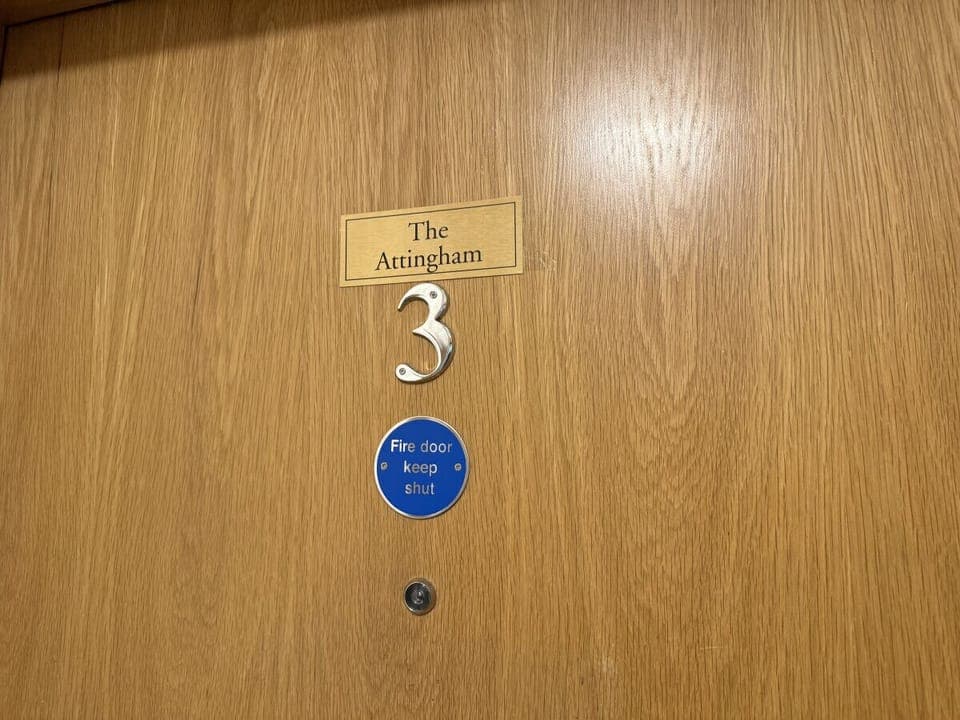 The
Attingham
3
Fire door
keep
shut